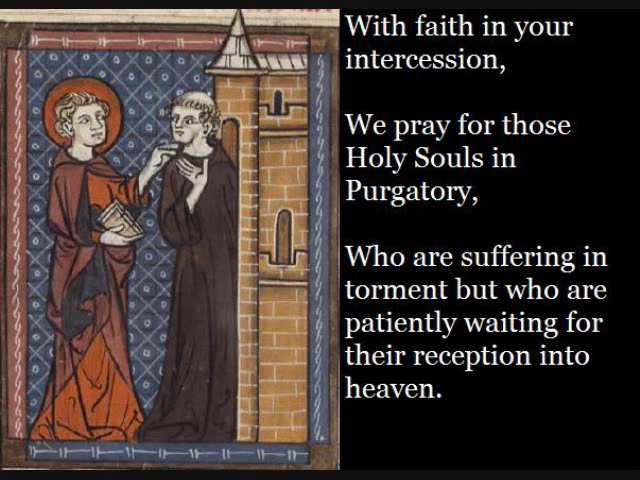 With faith in your
intercession,
We pray for those
Holy Souls in
Purgatory,
Who are suffering in
torment but who are
patiently waiting for
their reception into
heaven.